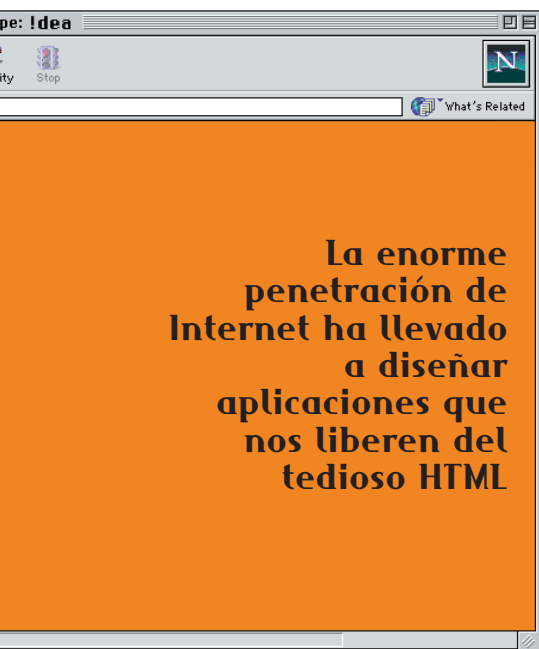 pe: !dea
ity Stop
N
What's Related
La enorme
penetración de
Internet ha llevado
a diseñar
aplicaciones que
nos liberen del
tedioso HTML